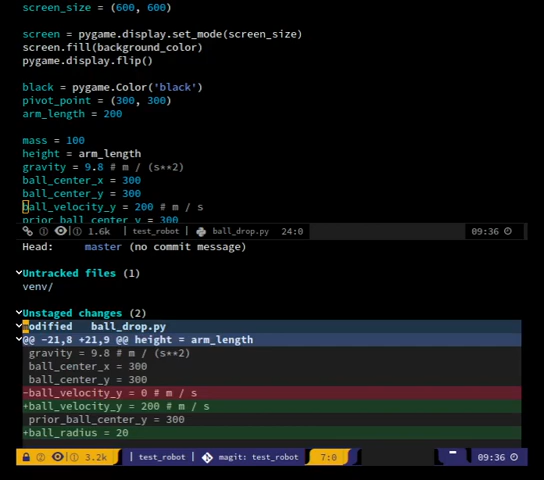 screen_size = (600, 600)
screen = pygame.display.set_mode(screen_size)
screen.fill(background_color)
pygame.display.flip()
black = pygame.Color('black')
pivot_point = (300, 300)
arm_length = 200
mass = 100
height = arm_length
gravity = 9.8 # m / (s**2)
ball_center_x = 300
ball_center_y = 300
ball_velocity_y = 200 # m / s
prior_ball_center_y = 300
① 1.6k | test_robot | ball_drop.py 24:0 09:36
Head: master (no commit message)
Untracked files (1)
venv/
Unstaged changes (2)
modified ball_drop.py
@@ -21,8 +21,9 @@ height = arm_length
gravity = 9.8 # m / (s**2)
ball_center_x = 300
ball_center_y = 300
-ball_velocity_y = 0 # m / s
+ball_velocity_y = 200 # m / s
prior_ball_center_y = 300
+ball_radius = 20
② ① 3.2k | test_robot | magit: test_robot 7:0 09:36